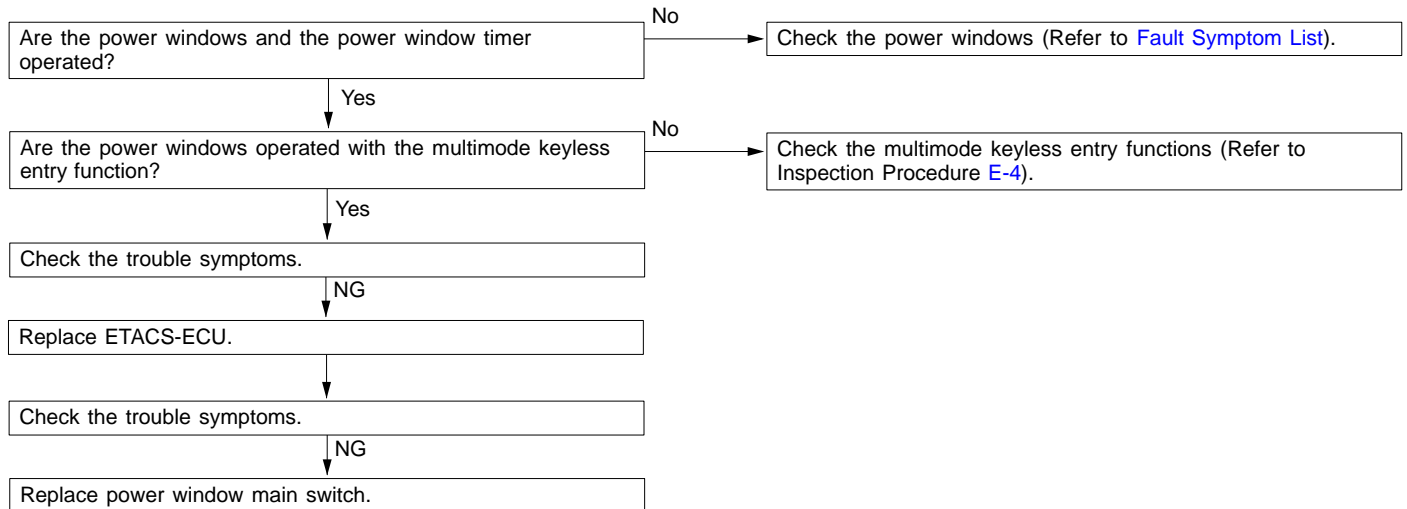 No
Are the power windows and the power window timer
operated?
Check the power windows (Refer to Fault Symptom List).
Yes
No
Are the power windows operated with the multimode keyless
entry function?
Check the multimode keyless entry functions (Refer to
Inspection Procedure E-4).
Yes
Check the trouble symptoms.
NG
Replace ETACS-ECU.
Check the trouble symptoms.
NG
Replace power window main switch.